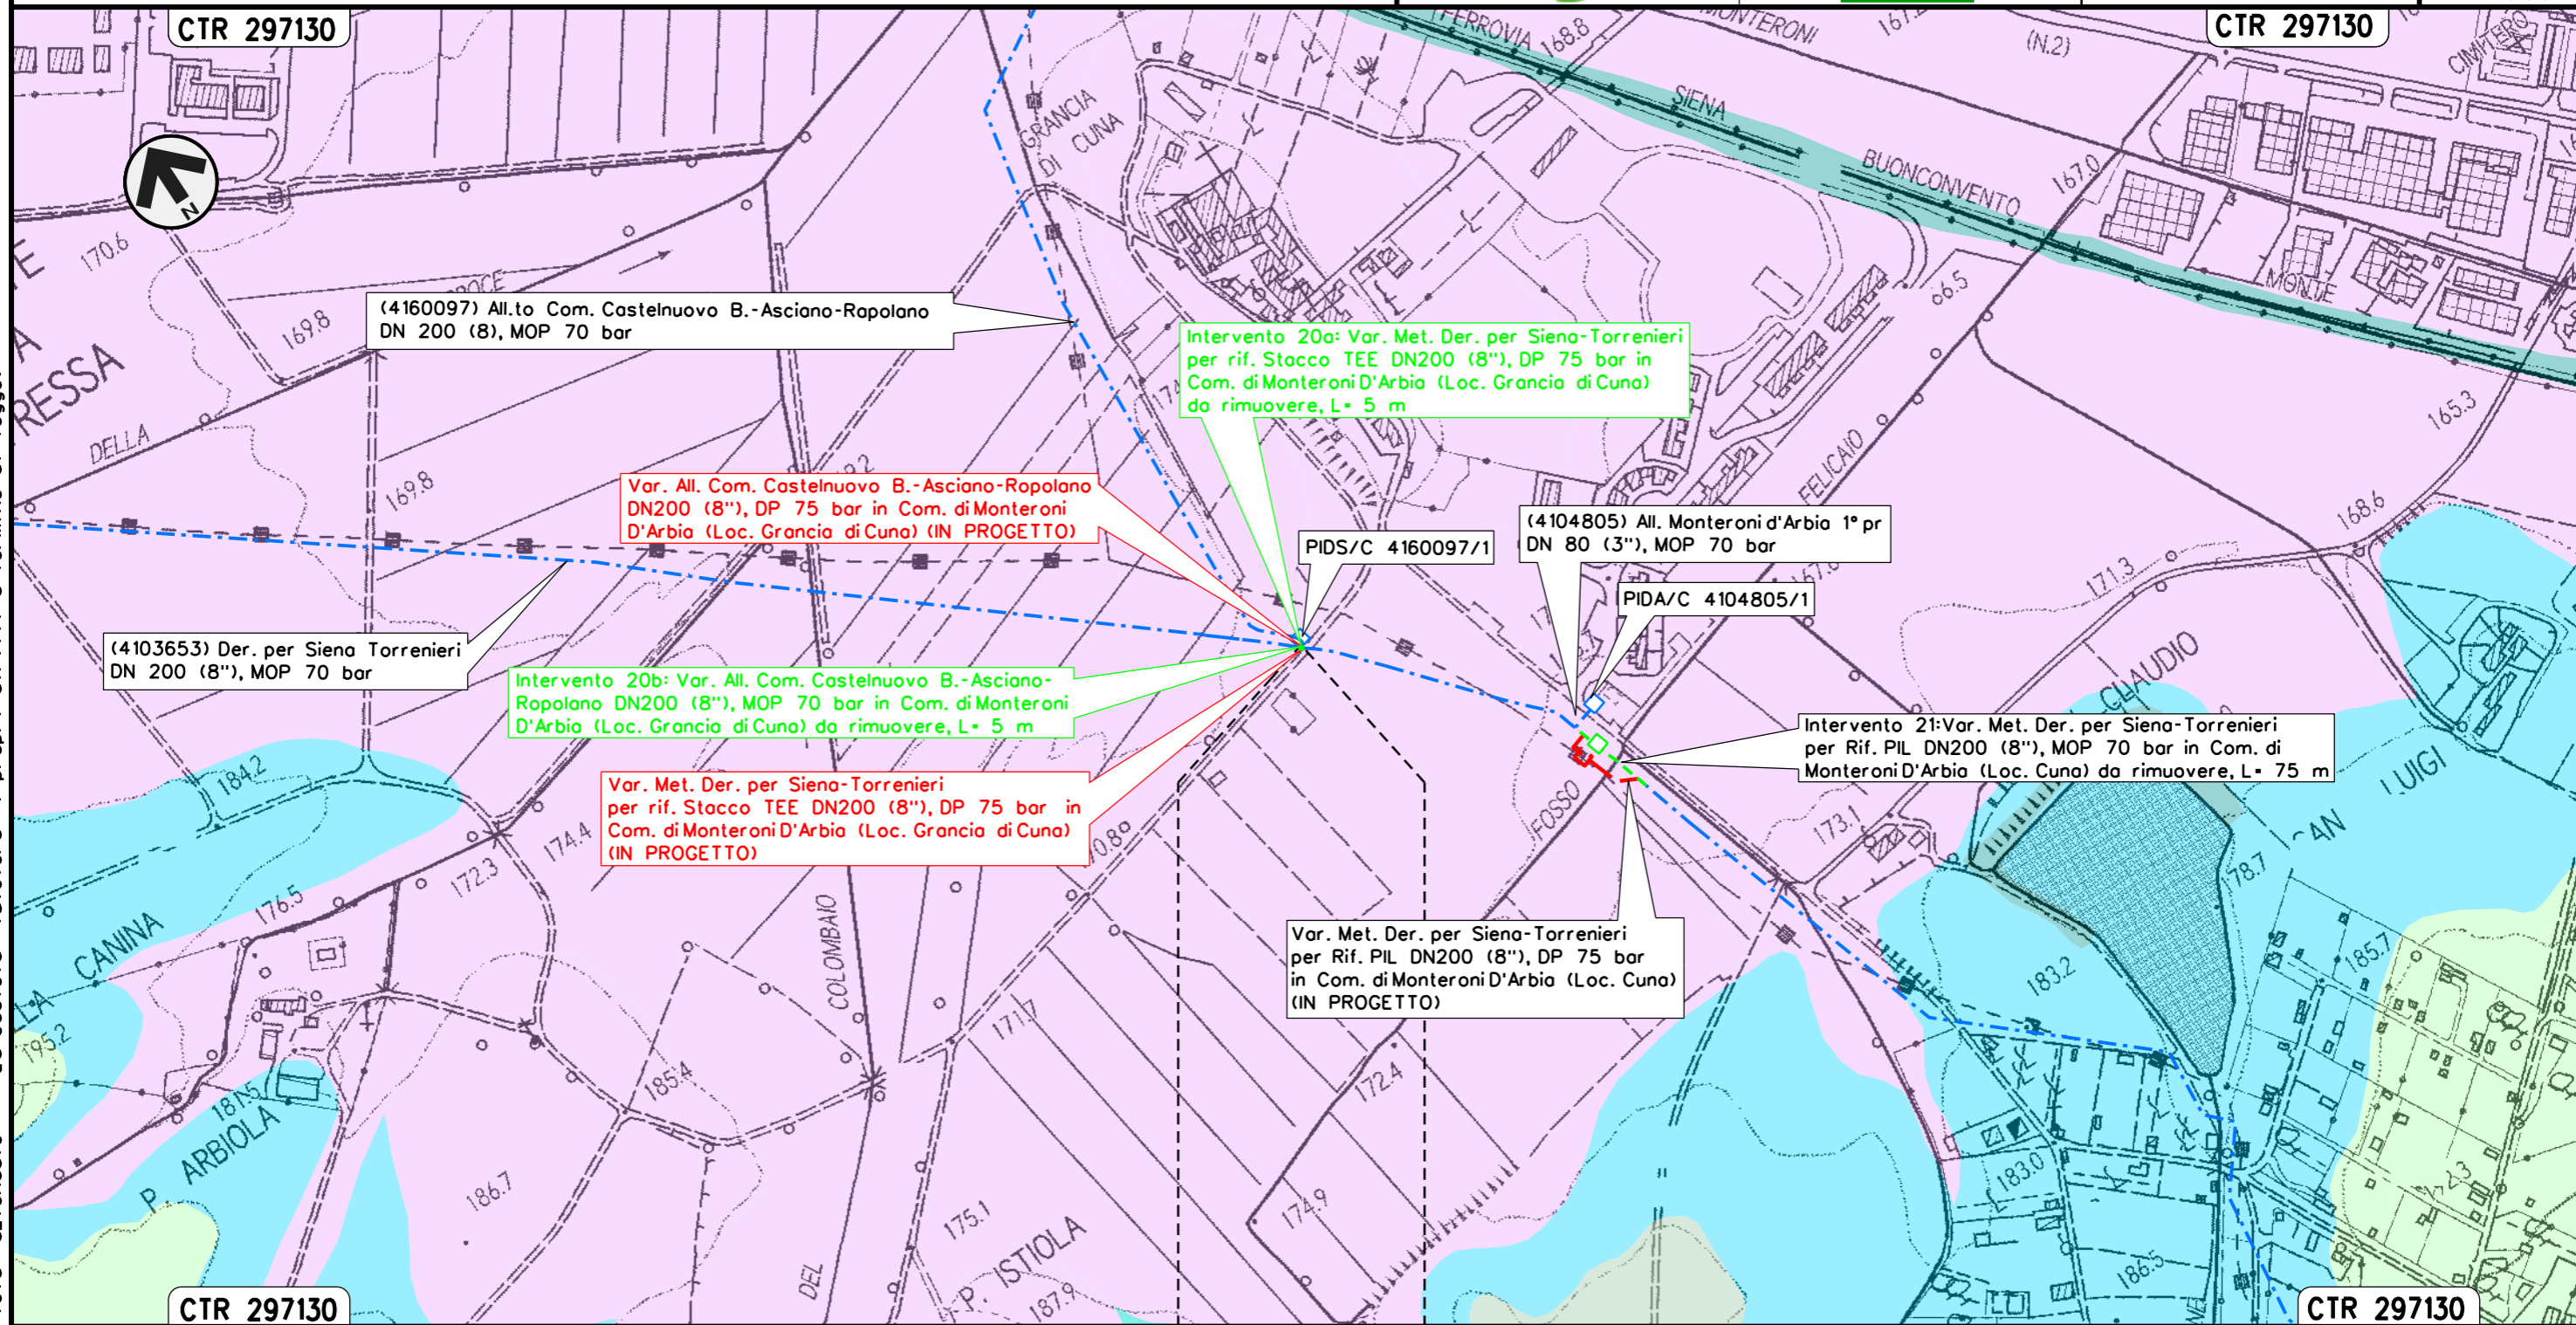 CTR 297130
CTR 297130
FERROVIA
168.8
MONTERONI
(N.2)
CIMITERO
SIENA
GRANCIA
DI CUNA
BUONCONVENTO
167.0
N
170.6
MONTE
66.5
169.8
(4160097) All.to Com. Castelnuovo B.-Asciano-Rapolano
DN 200 (8), MOP 70 bar
Intervento 20a: Var. Met. Der. per Siena-Torrenieri
per rif. Stacco TEE DN200 (8"), DP 75 bar in
Com. di Monteroni D'Arbia (Loc. Grancia di Cuna)
da rimuovere, L= 5 m
RESSA
DELLA
165.3
169.8
FELICAIO
168.6
Var. All. Com. Castelnuovo B.-Asciano-Ropolano
DN200 (8"), DP 75 bar in Com. di Monteroni
D'Arbia (Loc. Grancia di Cuna) (IN PROGETTO)
PIDS/C 4160097/1
(4104805) All. Monteroni d'Arbia 1° pr
DN 80 (3"), MOP 70 bar
PIDA/C 4104805/1
171.3
(4103653) Der. per Siena Torrenieri
DN 200 (8"), MOP 70 bar
Intervento 20b: Var. All. Com. Castelnuovo B.-Asciano-
Ropolano DN200 (8"), MOP 70 bar in Com. di Monteroni
D'Arbia (Loc. Grancia di Cuna) da rimuovere, L= 5 m
CLAUDIO
Intervento 21:Var. Met. Der. per Siena-Torrenieri
per Rif. PIL DN200 (8"), MOP 70 bar in Com. di
Monteroni D'Arbia (Loc. Cuna) da rimuovere, L= 75 m
LUIGI
184.2
Var. Met. Der. per Siena-Torrenieri
per rif. Stacco TEE DN200 (8"), DP 75 bar in
Com. di Monteroni D'Arbia (Loc. Grancia di Cuna)
(IN PROGETTO)
FOSSO
173.1
174.4
172.3
176.5
178.7
CANINA
COLOMBAIO
Var. Met. Der. per Siena-Torrenieri
per Rif. PIL DN200 (8"), DP 75 bar
in Com. di Monteroni D'Arbia (Loc. Cuna)
(IN PROGETTO)
185.7
183.2
171.7
195.2
185.4
172.4
181.5
P. ARBIOLA
186.7
175.1
174.9
183.0
P. ISTIOLA
187.9
DEL
186.5
CTR 297130
CTR 297130